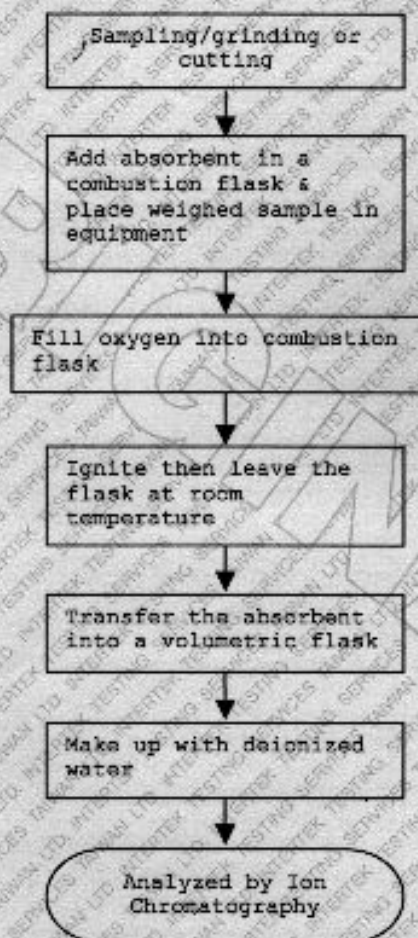 Sampling/grinding or
cutting
Add absorbent in a
combustion flask &
place weighed sample in
equipment
Fill oxygen into combustion
flask
Ignite then leave the
flask at room
temperature
Transfer the absorbent
into a volumetric flask
Make up with deionized
water
Analyzed by Ion
Chromatography